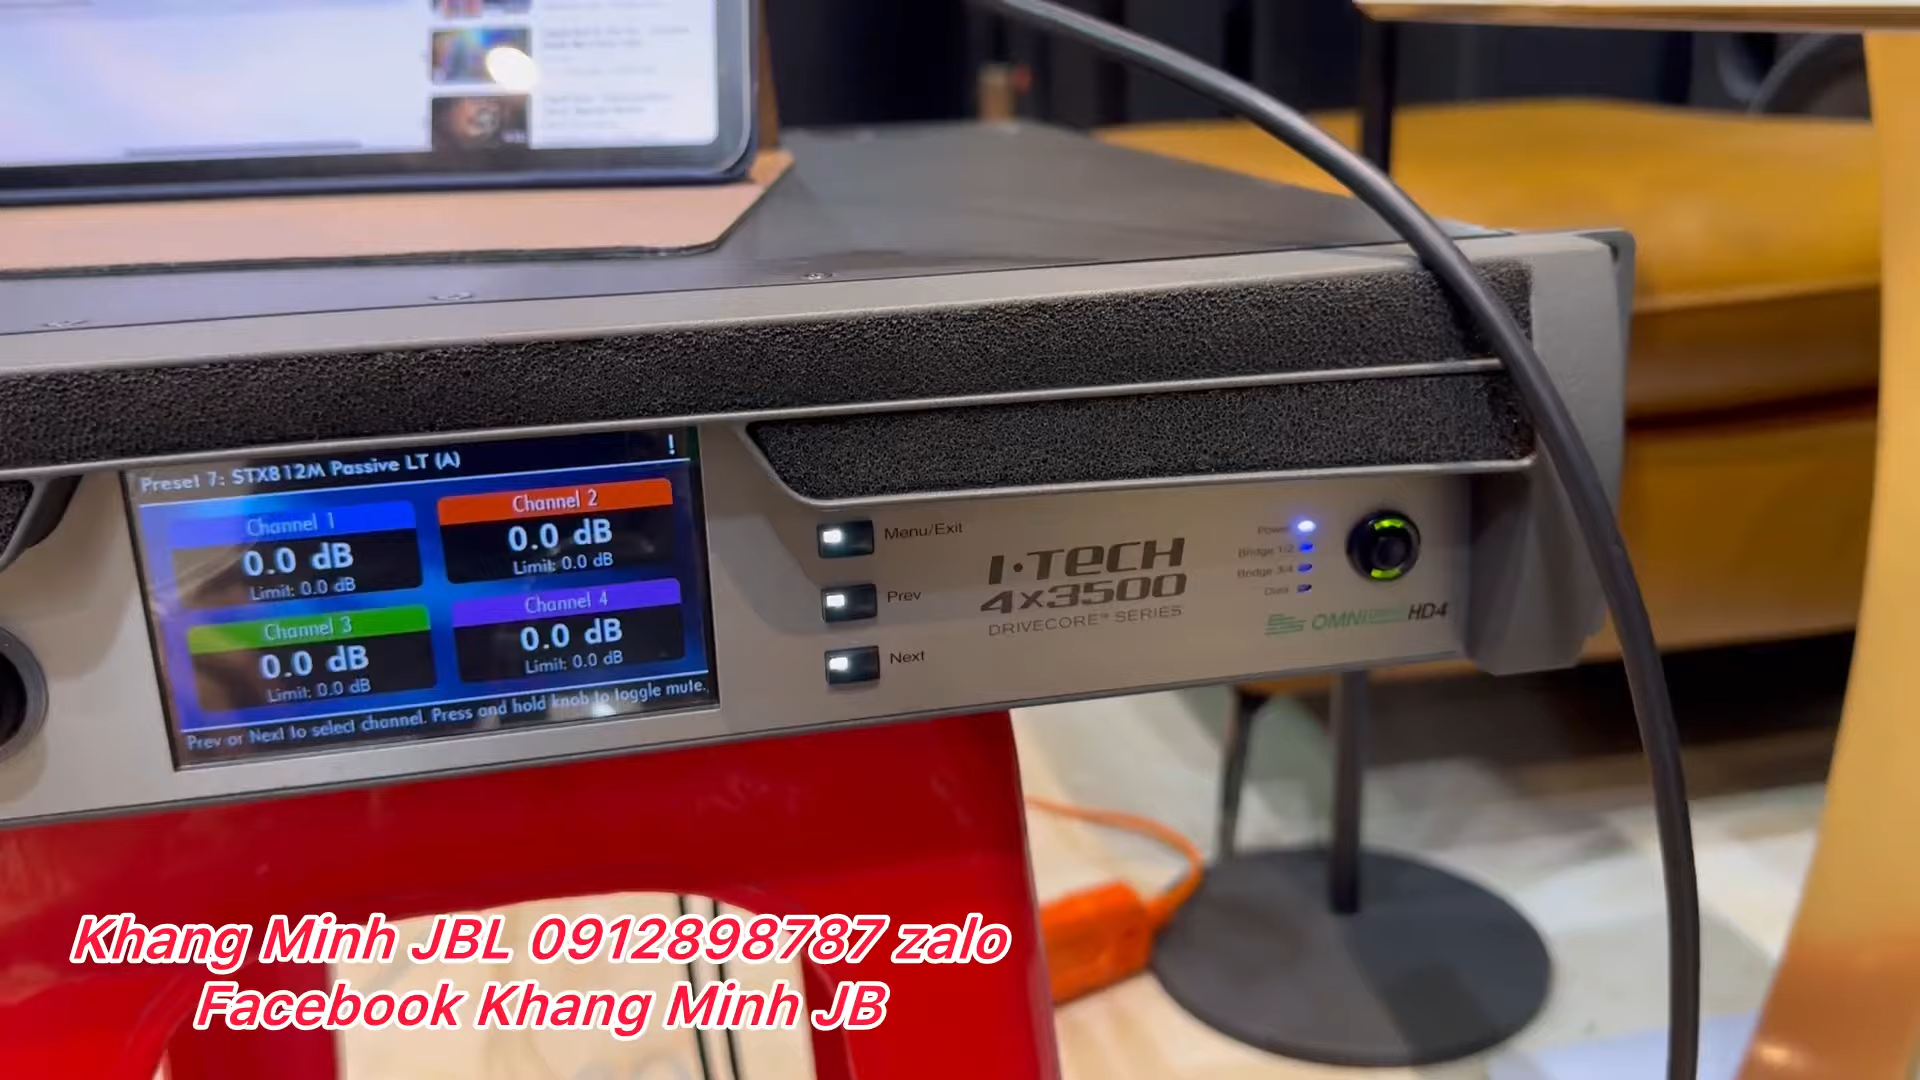 Preset 7: STX812M Passive LT (A)
!
Channel 1
0.0 dB
Limit: 0.0 dB
Channel 2
0.0 dB
Limit: 0.0 dB
Channel 3
0.0 dB
Limit: 0.0 dB
Channel 4
0.0 dB
Limit: 0.0 dB
Prev or Next to select channel. Press and hold knob to toggle mute.
Menu/Exit
Prev
Next
I·TECH
4x3500
DRIVECORE™ SERIES
Power
Bridge 1/2
Bridge 3/4
Data
OMNI
HD4
Khang Minh JBL 0912898787 zalo
Facebook Khang Minh JB